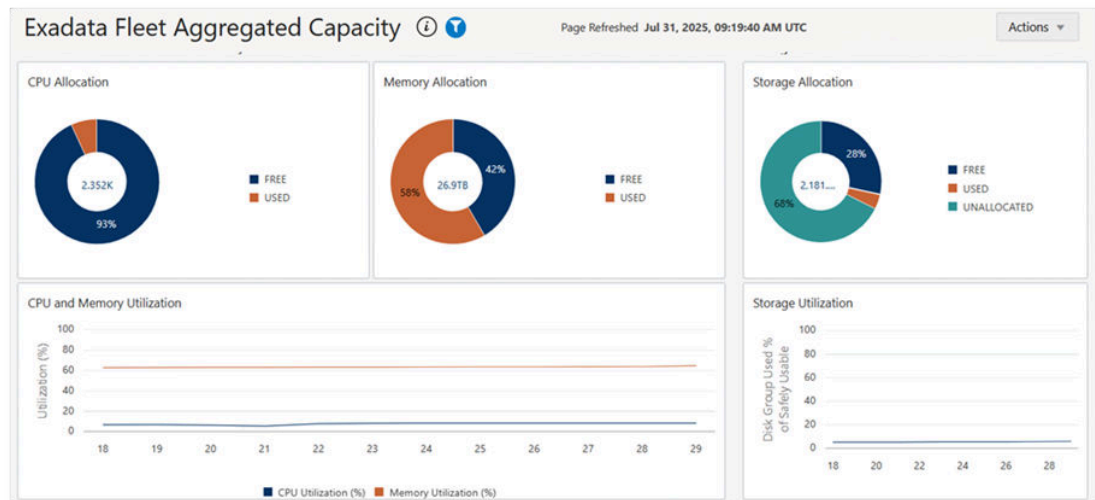 Exadata Fleet Aggregated Capacity
Page Refreshed Jul 31, 2025, 09:19:40 AM UTC
Actions
CPU Allocation
2.352K
93%
FREE
USED
Memory Allocation
26.9TB
42%
58%
FREE
USED
Storage Allocation
28%
2,181....
68%
FREE
USED
UNALLOCATED
CPU and Memory Utilization
Utilization (%)
100
80
60
40
20
0
18 19 20 21 22 23 24 25 26 27 28 29
CPU Utilization (%) Memory Utilization (%)
Storage Utilization
Disk Group Used %
of Safely Usable
100
80
60
40
20
0
18 20 22 24 26 28